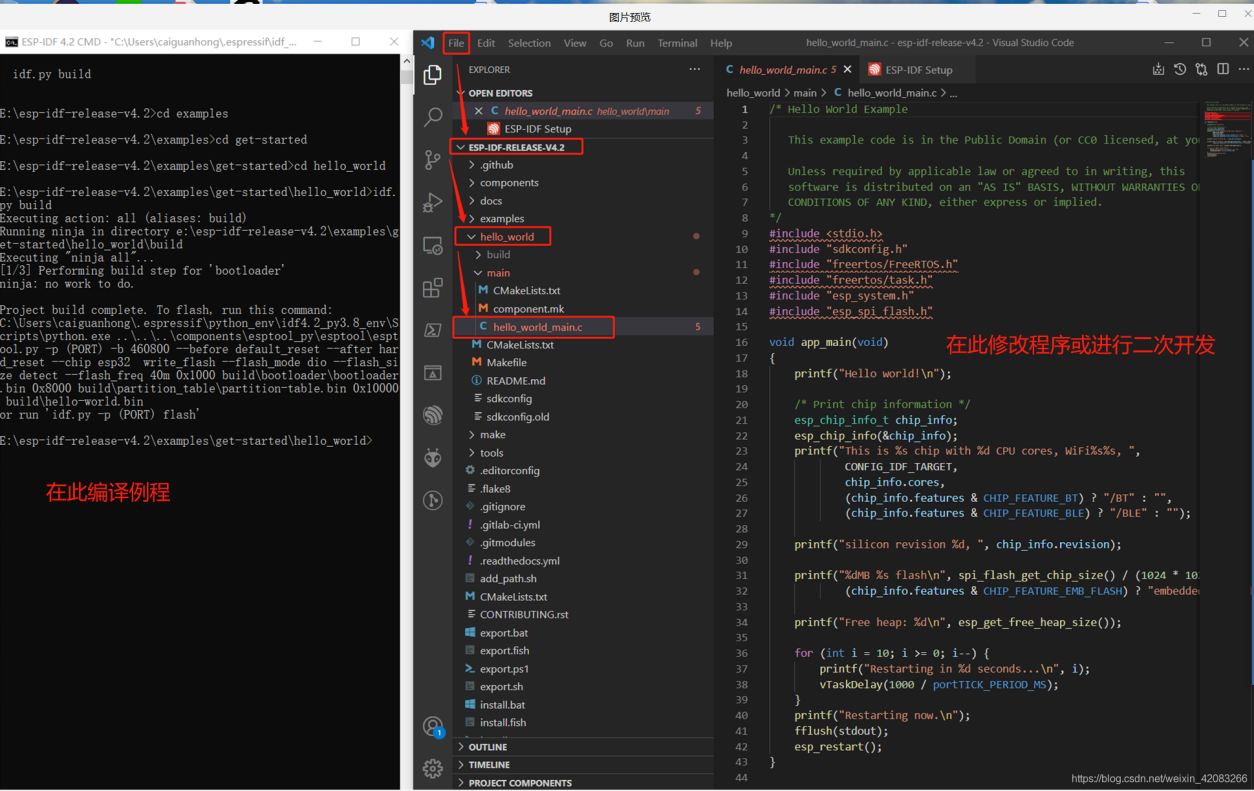 图片预览
ESP-IDF 4.2 CMD - "C:\Users\caiguanhong\.espressif\idf_...
idf.py build
E:\esp-idf-release-v4.2>cd examples
E:\esp-idf-release-v4.2\examples>cd get-started
E:\esp-idf-release-v4.2\examples\get-started>cd hello_world
E:\esp-idf-release-v4.2\examples\get-started\hello_world>idf.
py build
Executing action: all (aliases: build)
Running ninja in directory e:\esp-idf-release-v4.2\examples\g
et-started\hello_world\build
Executing "ninja all"...
[1/3] Performing build step for 'bootloader'
ninja: no work to do.
Project build complete. To flash, run this command:
C:\Users\caiguanhong\.espressif\python_env\idf4.2_py3.8_env\S
cripts\python.exe ..\..\..\components\esptool_py\esptool\espt
ool.py -p (PORT) -b 460800 --before default_reset --after har
d_reset --chip esp32  write_flash --flash_mode dio --flash_si
ze detect --flash_freq 40m 0x1000 build\bootloader\bootloader
.bin 0x8000 build\partition_table\partition-table.bin 0x10000
build\hello-world.bin
or run 'idf.py -p (PORT) flash'
E:\esp-idf-release-v4.2\examples\get-started\hello_world>
在此编译例程
File Edit Selection View Go Run Terminal Help
hello_world_main.c - esp-idf-release-v4.2 - Visual Studio Code
EXPLORER
OPEN EDITORS
C hello_world_main.c hello_world\main 5
ESP-IDF Setup
ESP-IDF-RELEASE-V4.2
.github
components
docs
examples
hello_world
build
main
M CMakeLists.txt
M component.mk
C hello_world_main.c 5
M CMakeLists.txt
M Makefile
README.md
sdkconfig
sdkconfig.old
make
tools
.editorconfig
.flake8
.gitignore
! .gitlab-ci.yml
.gitmodules
! .readthedocs.yml
add_path.sh
M CMakeLists.txt
CONTRIBUTING.rst
export.bat
export.fish
export.ps1
export.sh
install.bat
install.fish
OUTLINE
TIMELINE
PROJECT COMPONENTS
1
C hello_world_main.c 5
ESP-IDF Setup
hello_world > main > C hello_world_main.c > ...
1 /* Hello World Example
2
3 This example code is in the Public Domain (or CC0 licensed, at you
4
5 Unless required by applicable law or agreed to in writing, this
6 software is distributed on an "AS IS" BASIS, WITHOUT WARRANTIES O
7 CONDITIONS OF ANY KIND, either express or implied.
8 */
9 #include <stdio.h>
10 #include "sdkconfig.h"
11 #include "freertos/FreeRTOS.h"
12 #include "freertos/task.h"
13 #include "esp_system.h"
14 #include "esp_spi_flash.h"
15
16 void app_main(void)
在此修改程序或进行二次开发
17 {
18 printf("Hello world!\n");
19
20 /* Print chip information */
21 esp_chip_info_t chip_info;
22 esp_chip_info(&chip_info);
23 printf("This is %s chip with %d CPU cores, WiFi%s%s, ",
24 CONFIG_IDF_TARGET,
25 chip_info.cores,
26 (chip_info.features & CHIP_FEATURE_BT) ? "/BT" : "",
27 (chip_info.features & CHIP_FEATURE_BLE) ? "/BLE" : "");
28
29 printf("silicon revision %d, ", chip_info.revision);
30
31 printf("%dMB %s flash\n", spi_flash_get_chip_size() / (1024 * 10
32 (chip_info.features & CHIP_FEATURE_EMB_FLASH) ? "embedde
33
34 printf("Free heap: %d\n", esp_get_free_heap_size());
35
36 for (int i = 10; i >= 0; i--) {
37 printf("Restarting in %d seconds...\n", i);
38 vTaskDelay(1000 / portTICK_PERIOD_MS);
39 }
40 printf("Restarting now.\n");
41 fflush(stdout);
42 esp_restart();
43 }
44
https://blog.csdn.net/weixin_42083266